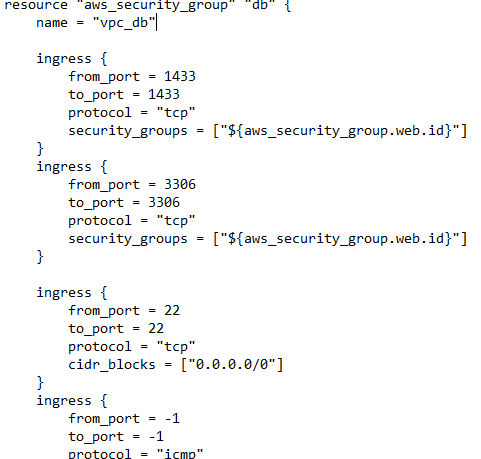 resource "aws_security_group" "db" {
    name = "vpc_db"

    ingress {
        from_port = 1433
        to_port = 1433
        protocol = "tcp"
        security_groups = ["${aws_security_group.web.id}"]
    }
    ingress {
        from_port = 3306
        to_port = 3306
        protocol = "tcp"
        security_groups = ["${aws_security_group.web.id}"]
    }

    ingress {
        from_port = 22
        to_port = 22
        protocol = "tcp"
        cidr_blocks = ["0.0.0.0/0"]
    }
    ingress {
        from_port = -1
        to_port = -1
        protocol = "icmp"